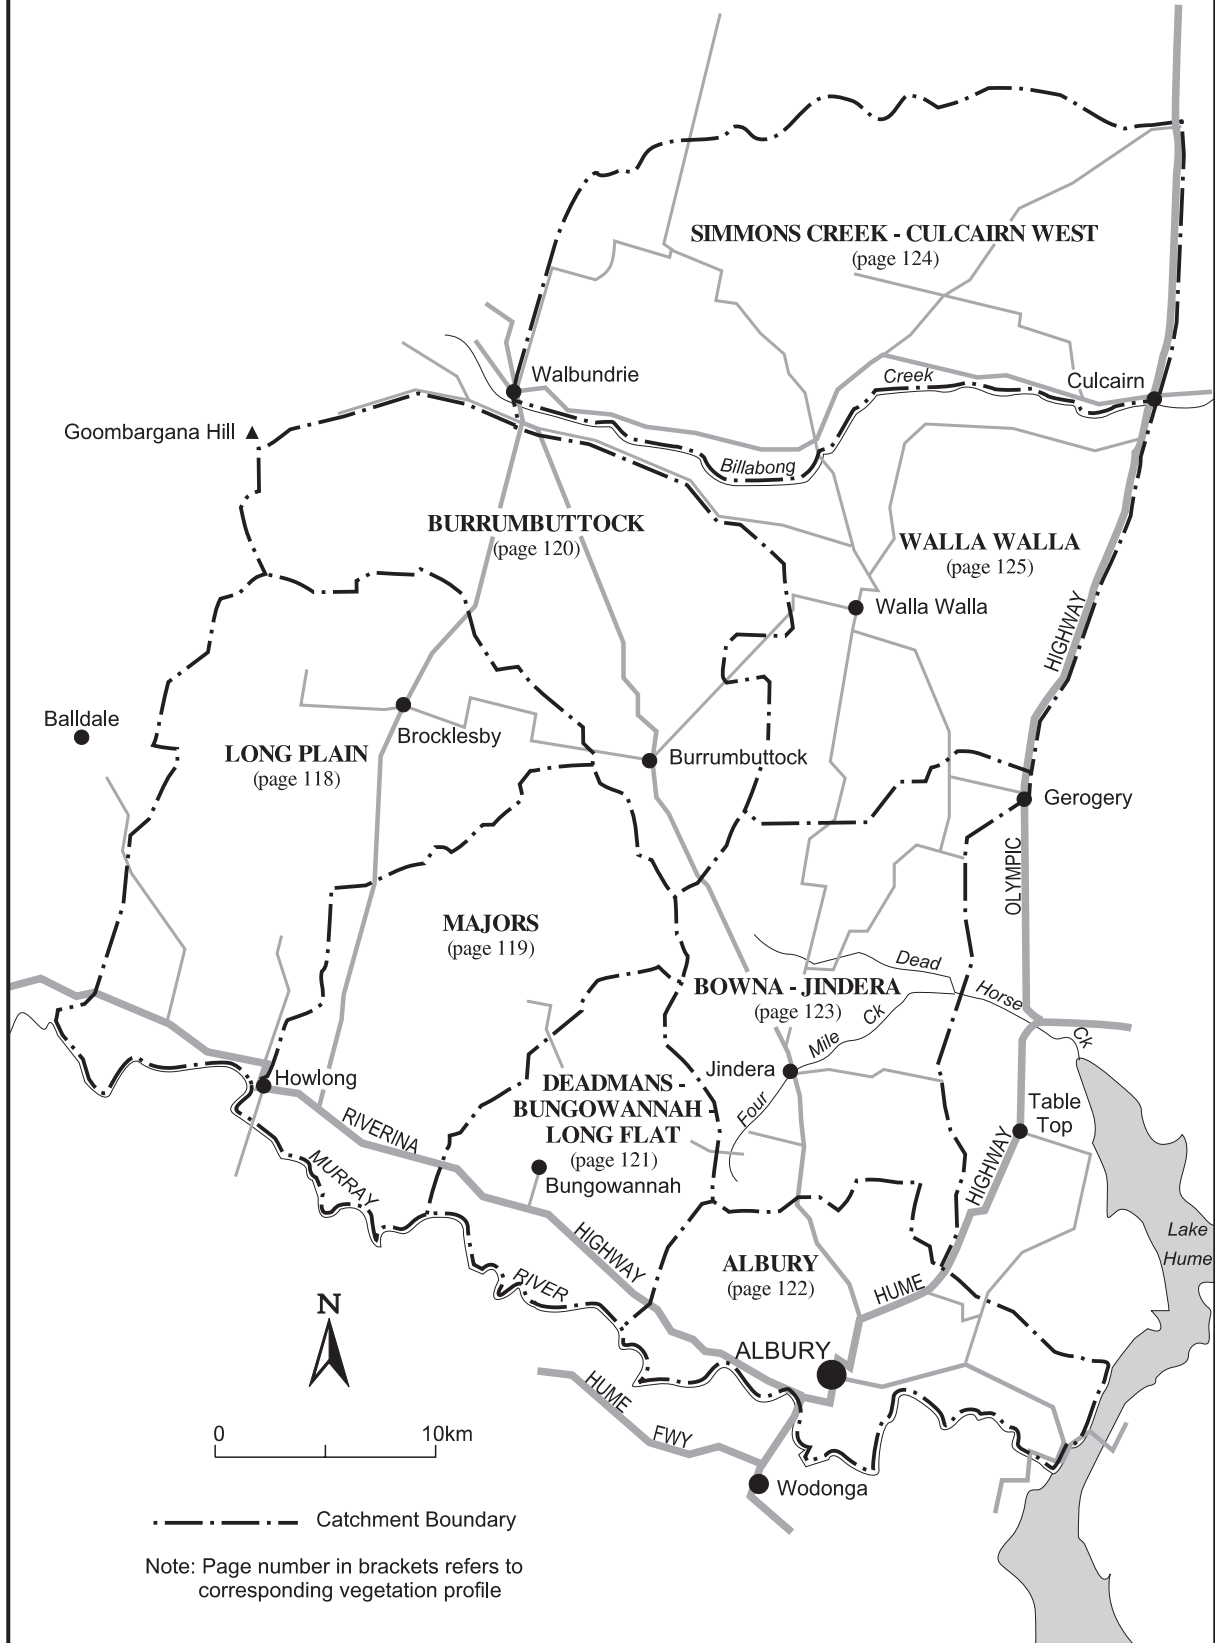 SIMMONS CREEK - CULCAIRN WEST
(page 124)
Walbundrie
Creek
Culcairn
Goombargana Hill
Billabong
BURRUMBUTTOCK
(page 120)
WALLA WALLA
(page 125)
Walla Walla
HIGHWAY
Balldale
Brocklesby
LONG PLAIN
(page 118)
Burrumbuttock
Gerogery
OLYMPIC
MAJORS
(page 119)
Dead
BOWNA - JINDERA
(page 123)
Horse
Ck
Mile
Ck
Jindera
Howlong
DEADMANS -
BUNGOWANNAH -
LONG FLAT
(page 121)
Four
Table
Top
RIVERINA
MURRAY
Bungowannah
HIGHWAY
HIGHWAY
Lake
Hume
ALBURY
(page 122)
RIVER
HUME
N
ALBURY
HUME
FWY
0
10km
Wodonga
Catchment Boundary
Note: Page number in brackets refers to
corresponding vegetation profile